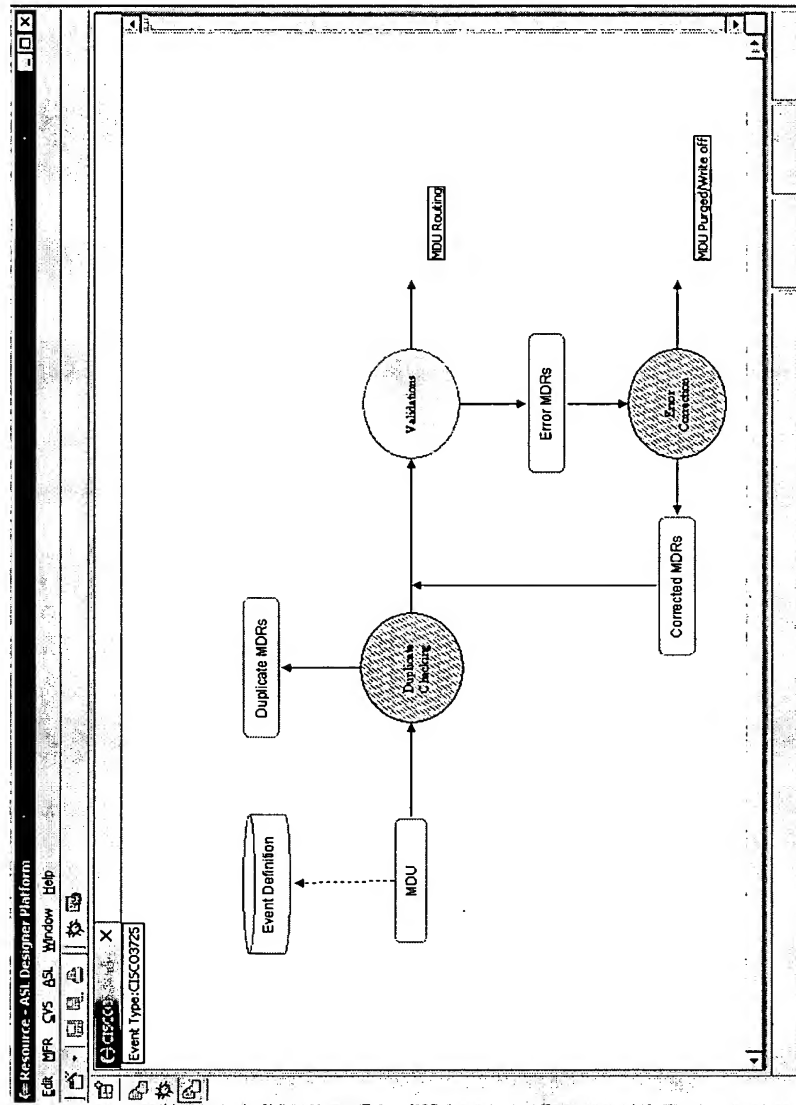 Resource - ASL Designer Platform
Edit MFR CVS ASL Window Help
Event Type:CISCO3725
Event Definition
MDU
Duplicate MDRs
Duplicate
Checking
Validations
MDU Routing
Error MDRs
Corrected MDRs
Error
Correction
MDU Purged/Write off